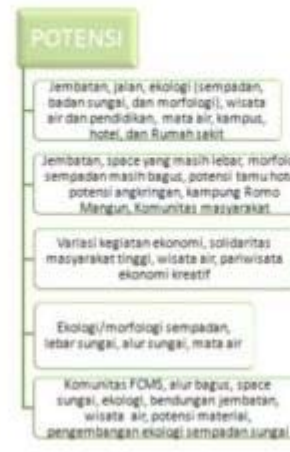 POTENSI
Jembatan, jalan, ekologi (sempadan,
badan sungai, dan morfologi), wisata
air dan pendidikan, mata air, kampus,
hotel, dan Rumah sakit
Jembatan, space yang masih lebar, morfolo
sempadan masih bagus, potensi tamu hot
potensi angkringan, kampung Romo
Mangun, Komunitas masyarakat
Variasi kegiatan ekonomi, solidaritas
masyarakat tinggi, wisata air, pariwisata
ekonomi kreatif
Ekologi/morfologi sempadan,
lebar sungai, alur sungai, mata air
Komunitas FCMS, alur bagus, space
sungai, ekologi, bendungan jembatan,
wisata air, potensi material,
pengembangan ekologi sempadan sungai